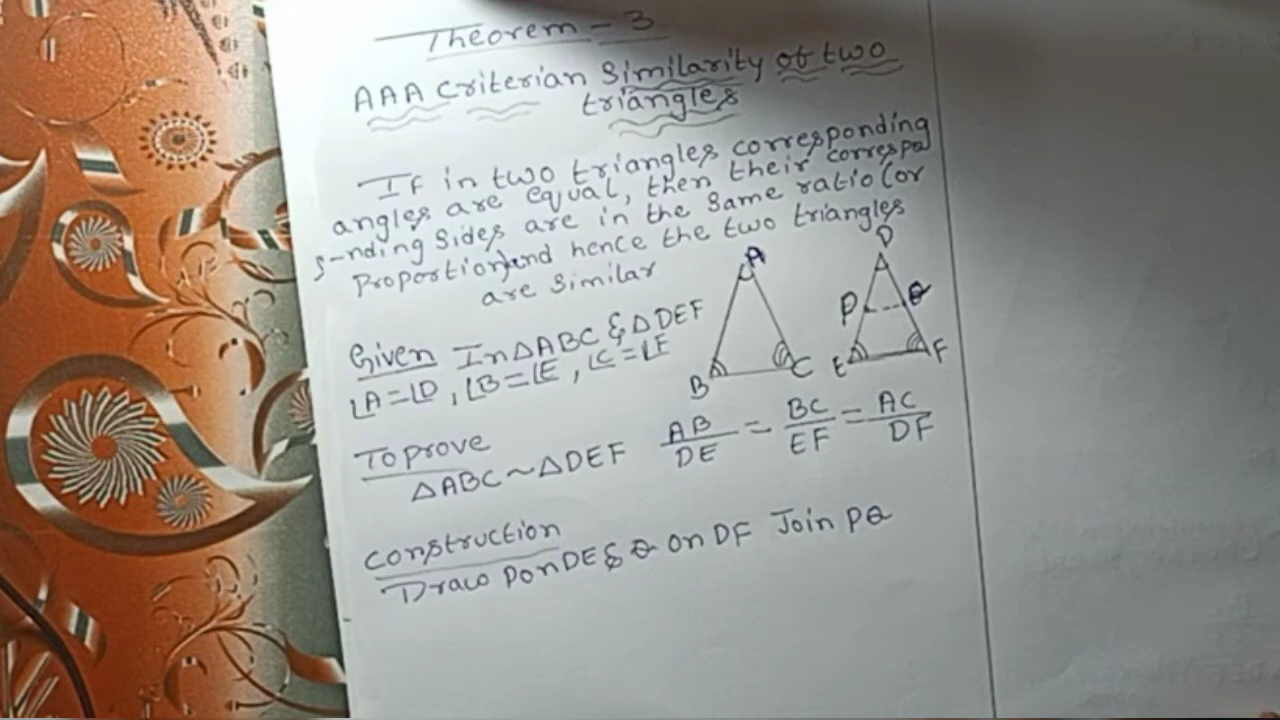 Theorem - 3
AAA Criterian Similarity of two
triangles
If in two triangles corresponding
angles are equal, then their correspo
s-nding sides are in the same ratio (or
Proportion) and hence the two triangles
are similar
Given In △ABC & △DEF
∠A=∠D, ∠B=∠E, ∠C=∠F
A
B
C
D
P
Q
E
F
To prove
△ABC ~ △DEF AB/DE = BC/EF = AC/DF
construction
Draw P on DE & Q on DF Join PQ